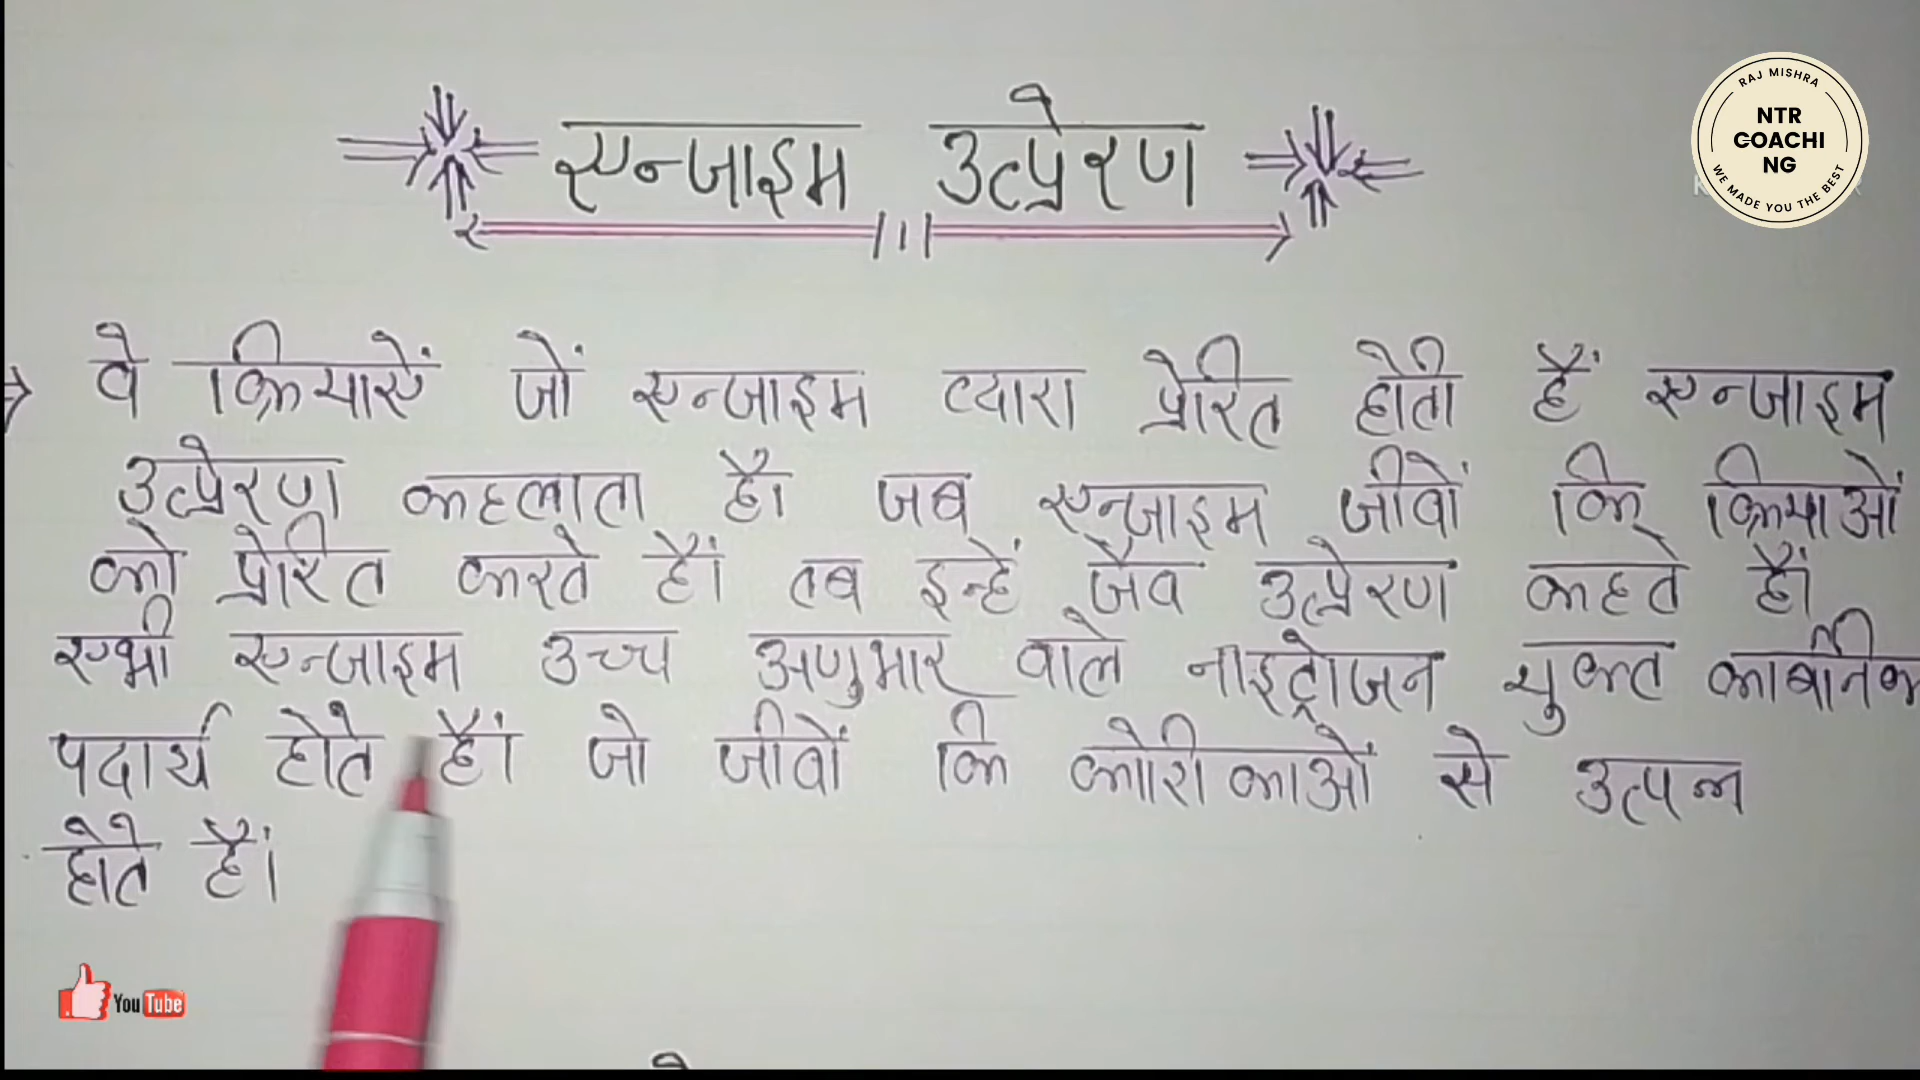 एन्जाइम उत्प्रेरण
RAJ MISHRA
NTR
GOACHI
NG
WE MADE YOU THE BEST
वे क्रियाएें जों एन्जाइम व्दारा प्रेरित होती हैं एन्जाइम
उत्प्रेरण कहलाता है। जब एन्जाइम जीवों कि क्रियाओं
को प्रेरित करते हैं। तब इन्हें जैव उत्प्रेरण कहते हैं।
एभी एन्जाइम उच्च अणुभार वाले नाइट्रोजन युक्त कार्बनिक
पदार्थ होते हैं। जो जीवों कि कोशिकाओं से उत्पन्न
होते हैं।
You Tube